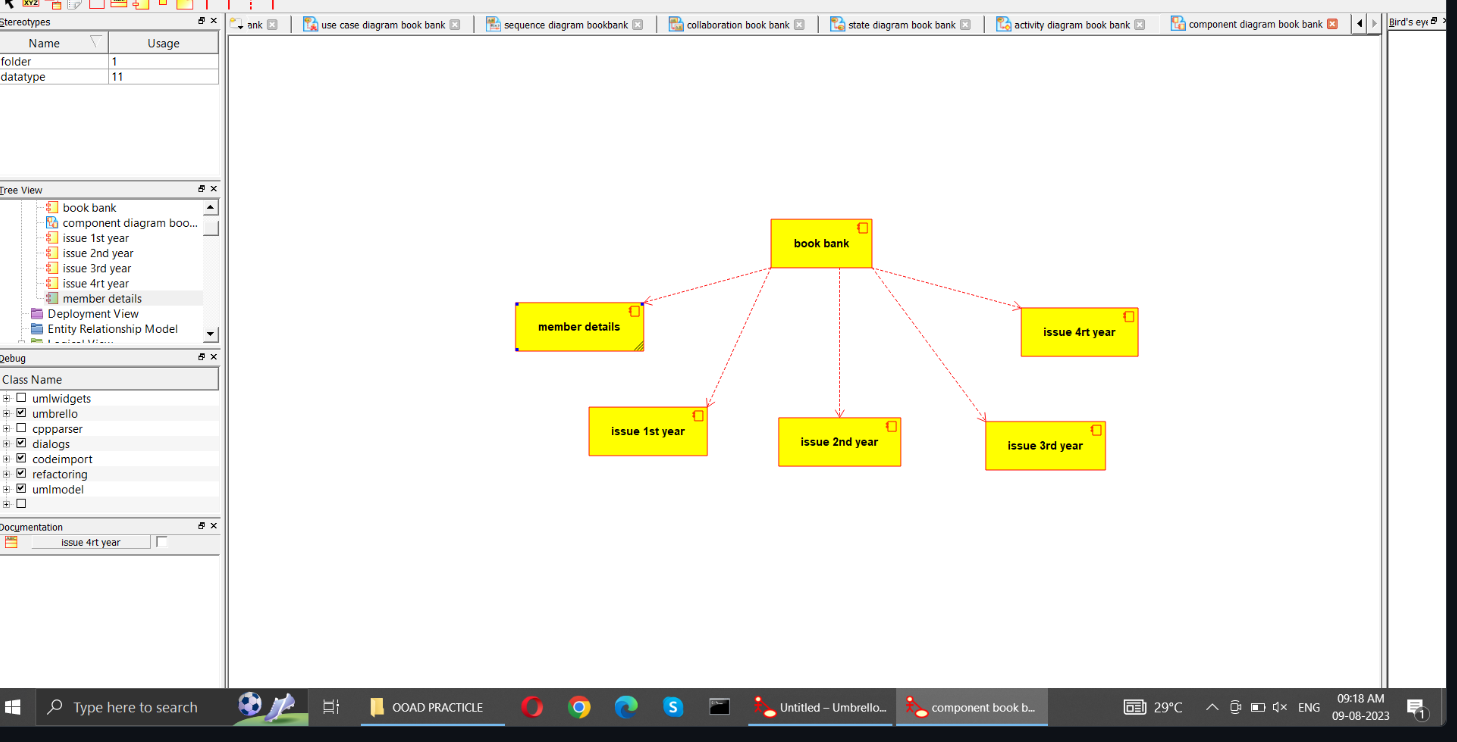 XYZ
Stereotypes
Name Usage
folder 1
datatype 11
Tree View
book bank
component diagram boo...
issue 1st year
issue 2nd year
issue 3rd year
issue 4rt year
member details
Deployment View
Entity Relationship Model
Debug
Class Name
umlwidgets
umbrello
cppparser
dialogs
codeimport
refactoring
umlmodel
Documentation
issue 4rt year
ank
use case diagram book bank
sequence diagram bookbank
collaboration book bank
state diagram book bank
activity diagram book bank
component diagram book bank
Bird's eye
book bank
member details
issue 4rt year
issue 1st year
issue 2nd year
issue 3rd year
Type here to search
OOAD PRACTICLE
Untitled – Umbrello...
component book b...
29°C
ENG
09:18 AM
09-08-2023
1